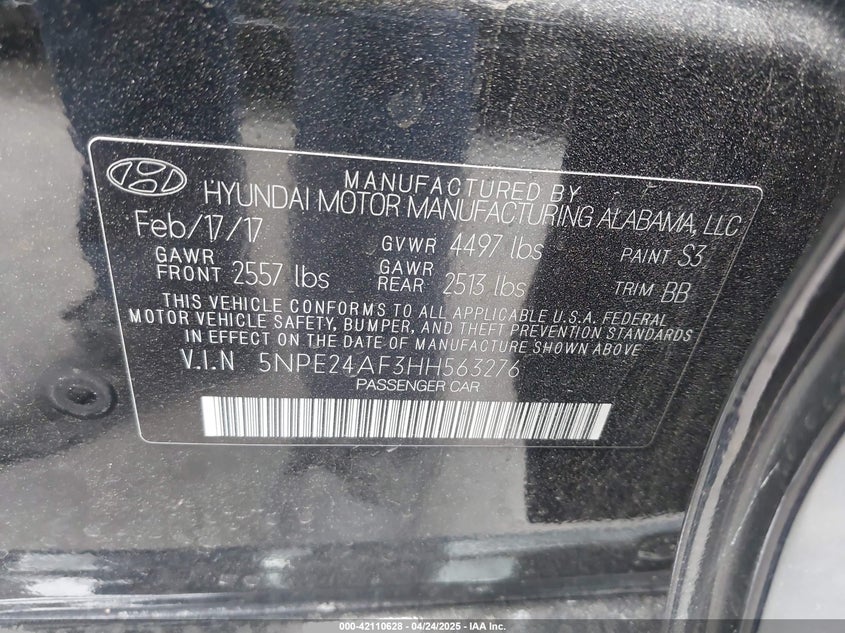 MANUFACTURED BY
HYUNDAI MOTOR MANUFACTURING ALABAMA, LLC
Feb/17/17 GVWR 4497 lbs PAINT S3
GAWR FRONT 2557 lbs GAWR REAR 2513 lbs TRIM BB
THIS VEHICLE CONFORMS TO ALL APPLICABLE U.S.A. FEDERAL
MOTOR VEHICLE SAFETY, BUMPER, AND THEFT PREVENTION STANDARDS
IN EFFECT ON THE DATE OF MANUFACTURE SHOWN ABOVE.
V.I.N 5NPE24AF3HH563276
PASSENGER CAR
000-42110628 - 04/24/2025 - IAA Inc.